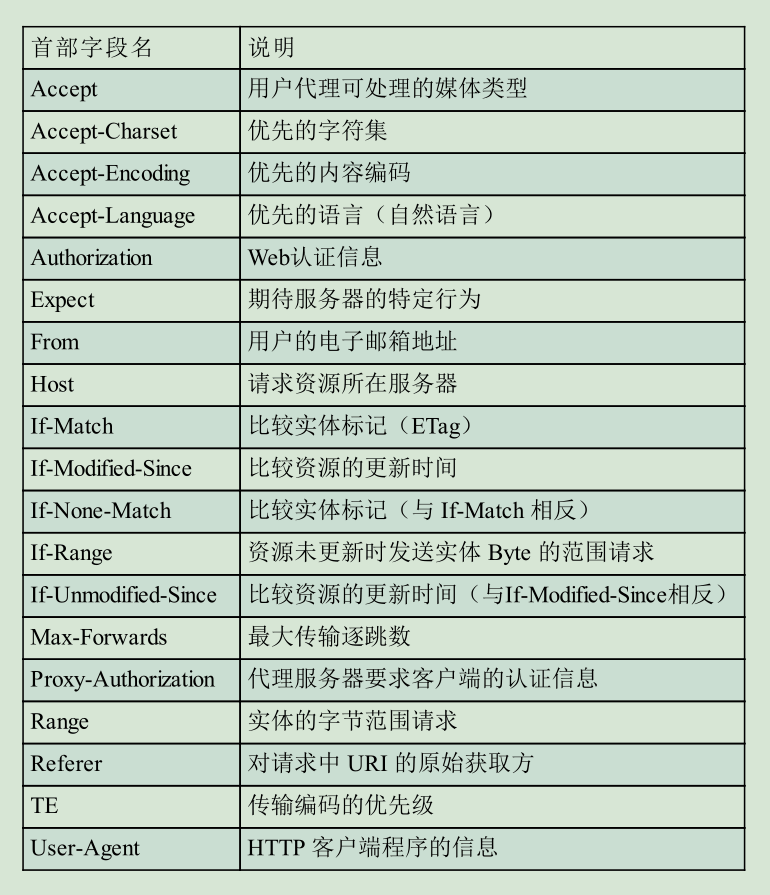 首部字段名 说明
Accept 用户代理可处理的媒体类型
Accept-Charset 优先的字符集
Accept-Encoding 优先的内容编码
Accept-Language 优先的语言（自然语言）
Authorization Web认证信息
Expect 期待服务器的特定行为
From 用户的电子邮箱地址
Host 请求资源所在服务器
If-Match 比较实体标记（ETag）
If-Modified-Since 比较资源的更新时间
If-None-Match 比较实体标记（与 If-Match 相反）
If-Range 资源未更新时发送实体 Byte 的范围请求
If-Unmodified-Since 比较资源的更新时间（与If-Modified-Since相反）
Max-Forwards 最大传输逐跳数
Proxy-Authorization 代理服务器要求客户端的认证信息
Range 实体的字节范围请求
Referer 对请求中 URI 的原始获取方
TE 传输编码的优先级
User-Agent HTTP 客户端程序的信息